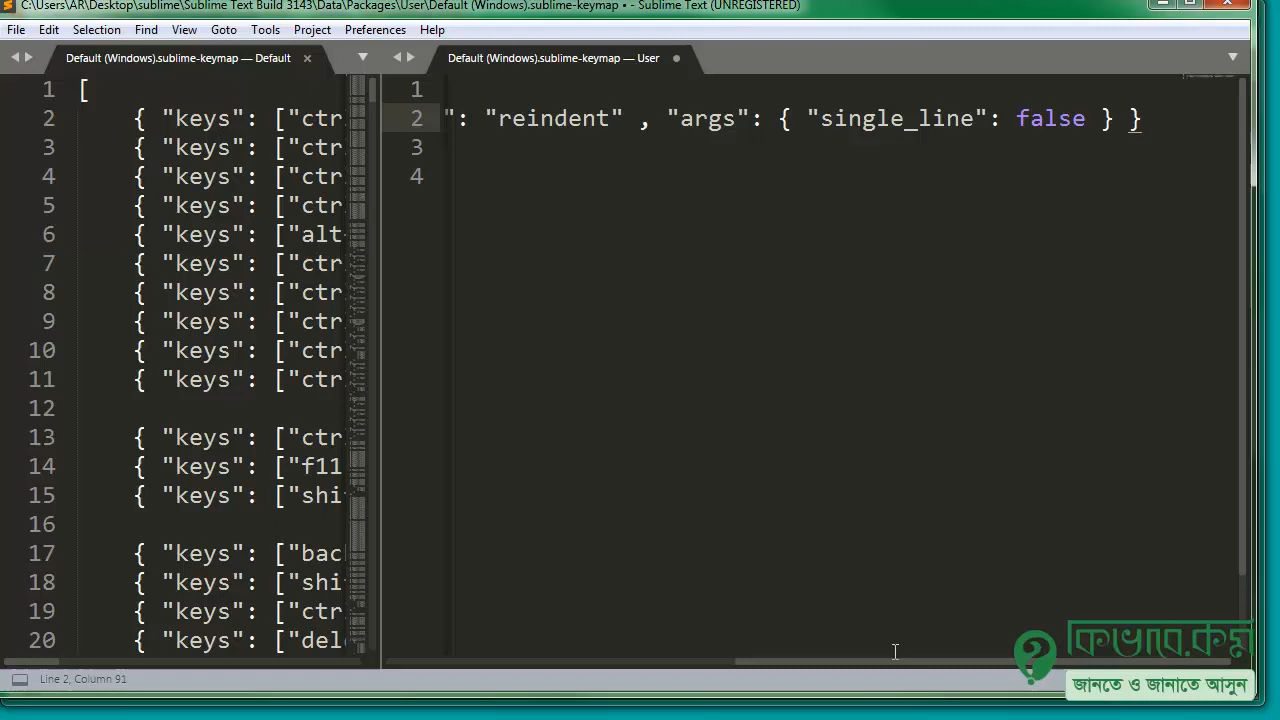 C:\Users\AR\Desktop\sublime\Sublime Text Build 3143\Data\Packages\User\Default (Windows).sublime-keymap • - Sublime Text (UNREGISTERED)
File Edit Selection Find View Goto Tools Project Preferences Help
Default (Windows).sublime-keymap — Default
Default (Windows).sublime-keymap — User
1 [
2 { "keys": ["ctr
3 { "keys": ["ctr
4 { "keys": ["ctr
5 { "keys": ["ctr
6 { "keys": ["alt
7 { "keys": ["ctr
8 { "keys": ["ctr
9 { "keys": ["ctr
10 { "keys": ["ctr
11 { "keys": ["ctr
12
13 { "keys": ["ctr
14 { "keys": ["f11
15 { "keys": ["shi
16
17 { "keys": ["bac
18 { "keys": ["shi
19 { "keys": ["ctr
20 { "keys": ["del
1
2 ": "reindent" , "args": { "single_line": false } }
3
4
কিভাবে.কম
জানতে ও জানাতে আসুন
Line 2, Column 91